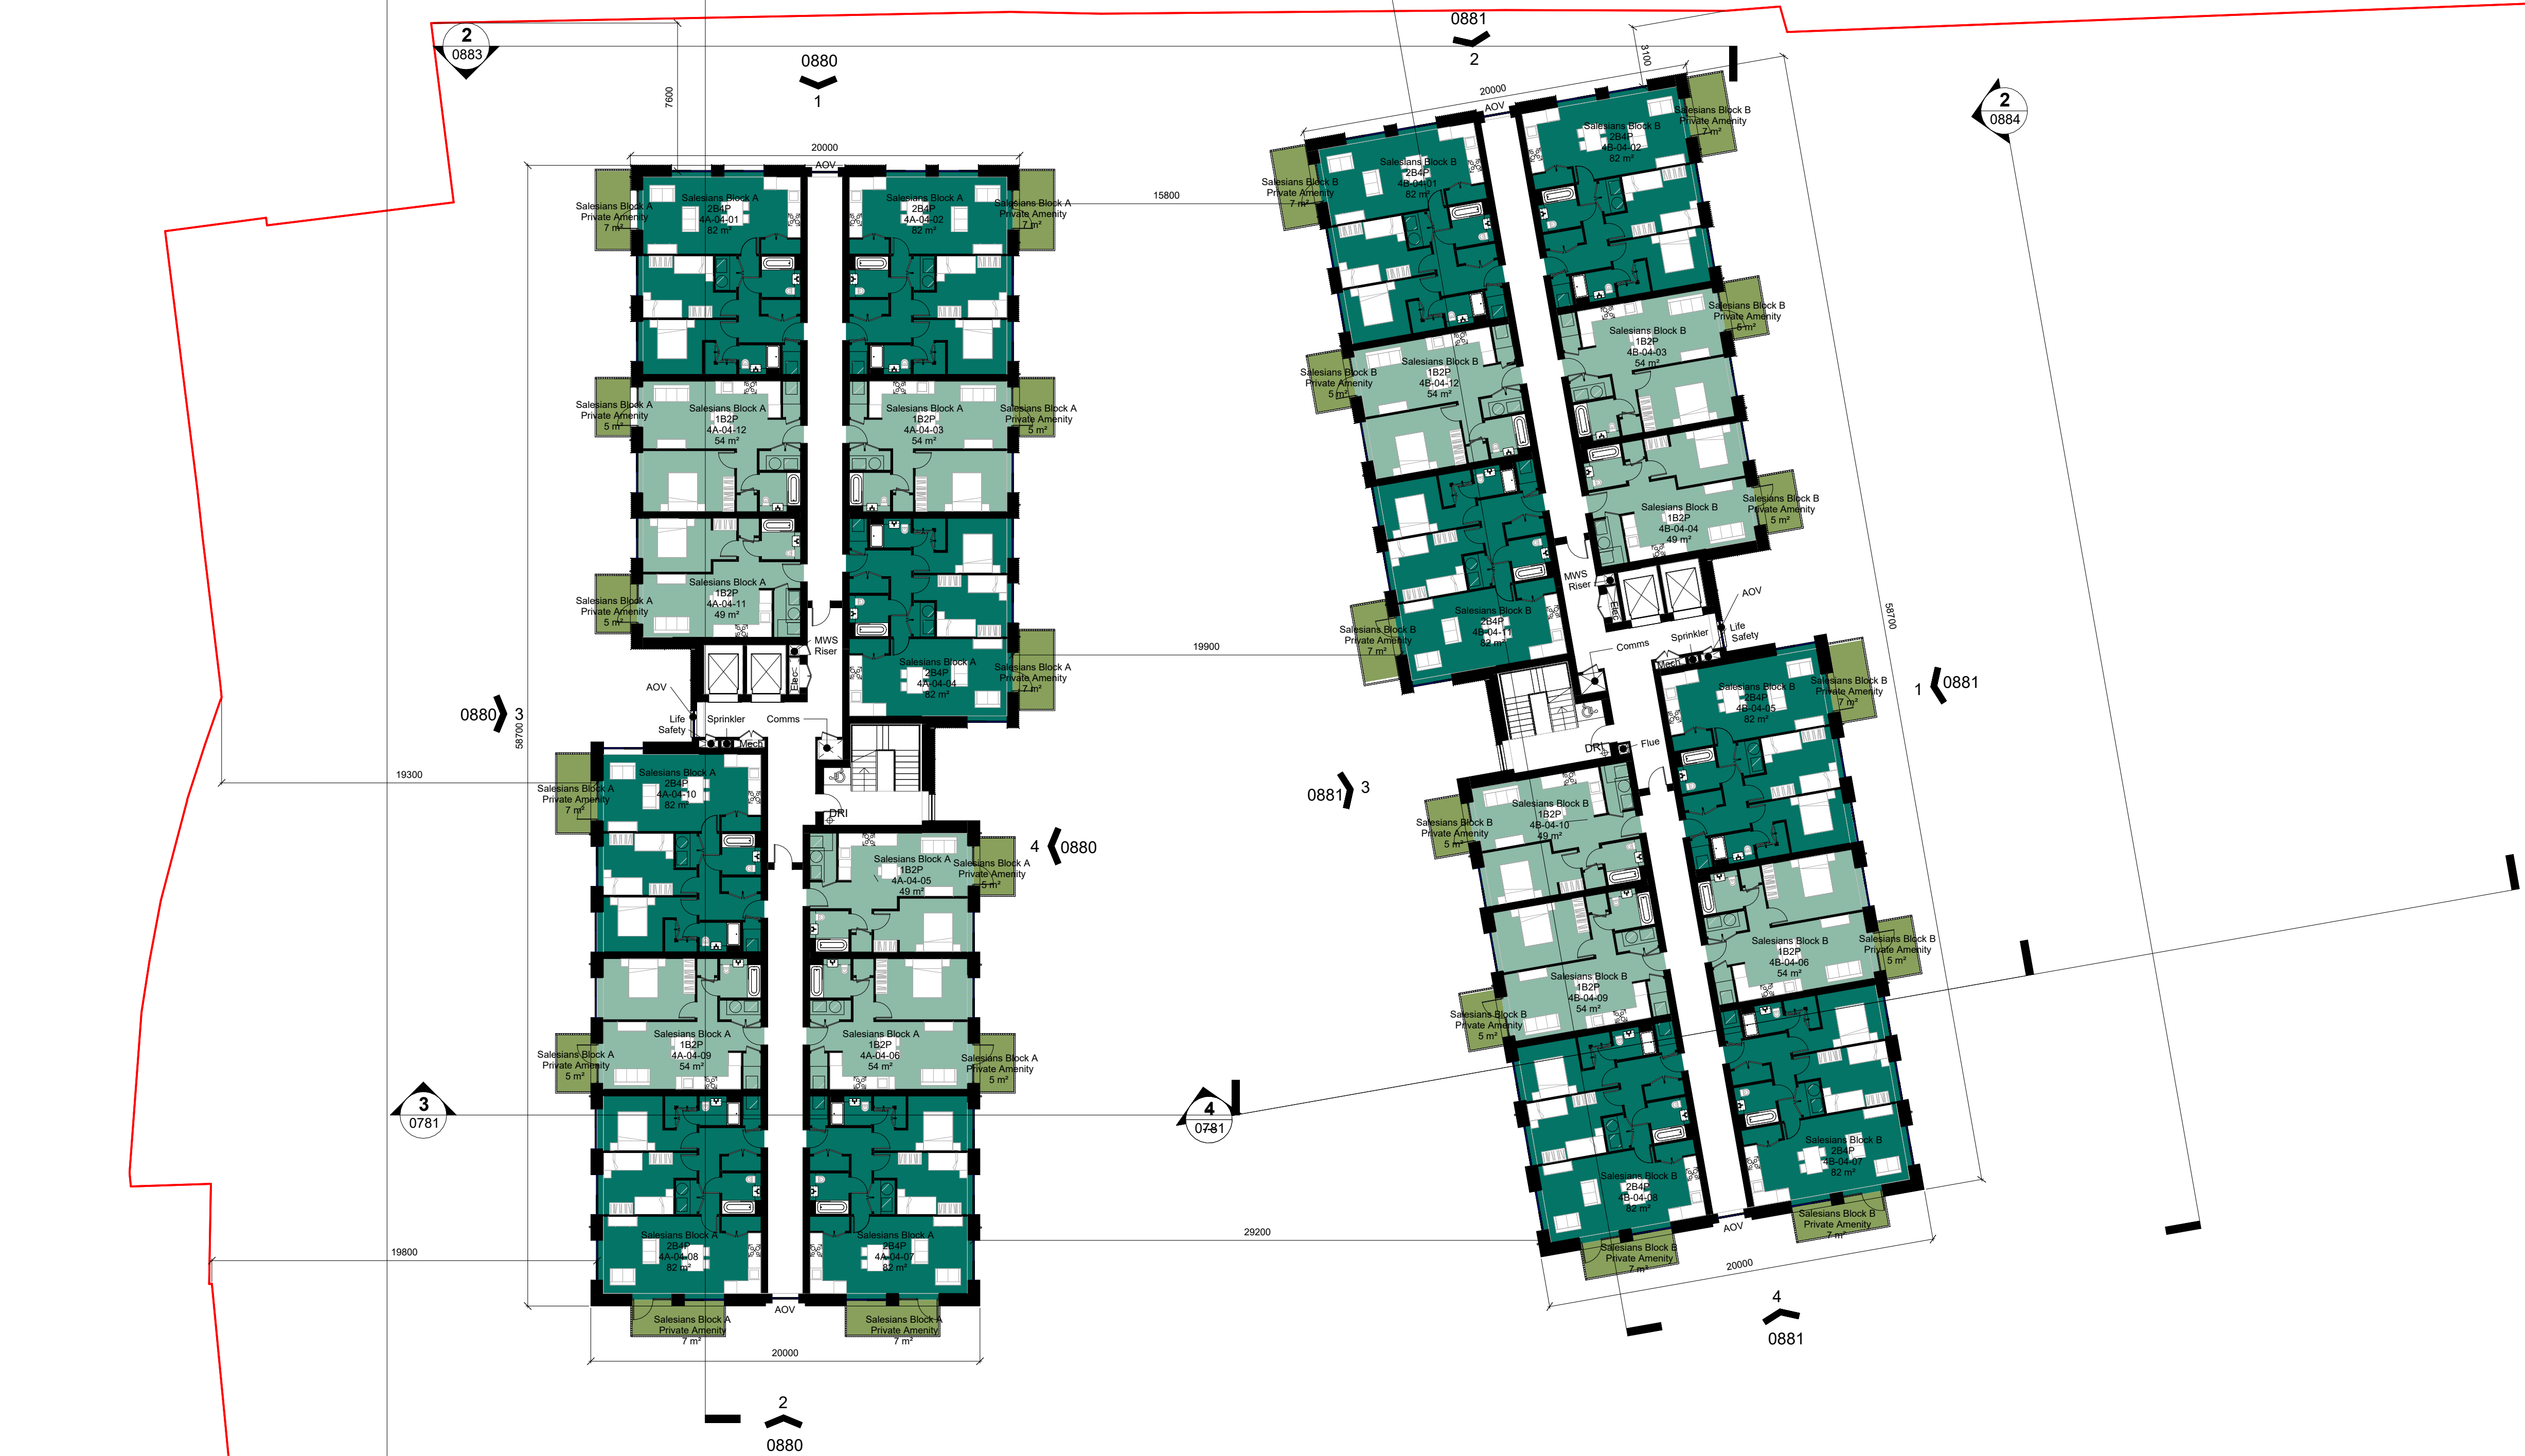 2
0883
0880
1
0881
2
2
0884
7600
3100
20000
AOV
20000
AOV
15800
Salesians Block A
Private Amenity
7 m²
Salesians Block A
2B4P
4A-04-01
82 m²
Salesians Block A
2B4P
4A-04-02
82 m²
Salesians Block A
Private Amenity
7 m²
Salesians Block A
Private Amenity
5 m²
Salesians Block A
1B2P
4A-04-12
54 m²
Salesians Block A
1B2P
4A-04-03
54 m²
Salesians Block A
Private Amenity
5 m²
Salesians Block A
Private Amenity
5 m²
Salesians Block A
1B2P
4A-04-11
49 m²
MWS
Riser
Elec
Salesians Block A
2B4P
4A-04-04
82 m²
Salesians Block A
Private Amenity
7 m²
AOV
Life
Safety
Sprinkler
Comms
Mech
0880
3
58700
19300
Salesians Block A
Private Amenity
7 m²
Salesians Block A
2B4P
4A-04-10
82 m²
DRI
Salesians Block A
1B2P
4A-04-05
49 m²
Salesians Block A
Private Amenity
5 m²
4
0880
Salesians Block A
Private Amenity
5 m²
Salesians Block A
1B2P
4A-04-09
54 m²
Salesians Block A
1B2P
4A-04-06
54 m²
Salesians Block A
Private Amenity
5 m²
3
0781
4
0781
19800
Salesians Block A
2B4P
4A-04-08
82 m²
Salesians Block A
2B4P
4A-04-07
82 m²
29200
Salesians Block A
Private Amenity
7 m²
AOV
Salesians Block A
Private Amenity
7 m²
20000
2
0880
Salesians Block B
Private Amenity
7 m²
Salesians Block B
2B4P
4B-04-01
82 m²
Salesians Block B
2B4P
4B-04-02
82 m²
Salesians Block B
Private Amenity
7 m²
Salesians Block B
Private Amenity
5 m²
Salesians Block B
1B2P
4B-04-12
54 m²
Salesians Block B
1B2P
4B-04-03
54 m²
Salesians Block B
Private Amenity
5 m²
Salesians Block B
1B2P
4B-04-04
49 m²
Salesians Block B
Private Amenity
5 m²
19900
Salesians Block B
Private Amenity
7 m²
Salesians Block B
2B4P
4B-04-11
82 m²
MWS
Riser
Elec
AOV
Life
Safety
Sprinkler
Comms
Mech
58700
DRI
Flue
Salesians Block B
2B4P
4B-04-05
82 m²
Salesians Block B
Private Amenity
7 m²
1
0881
0881
3
Salesians Block B
Private Amenity
5 m²
Salesians Block B
1B2P
4B-04-10
49 m²
Salesians Block B
1B2P
4B-04-06
54 m²
Salesians Block B
Private Amenity
5 m²
Salesians Block B
Private Amenity
5 m²
Salesians Block B
1B2P
4B-04-09
54 m²
Salesians Block B
2B4P
4B-04-08
82 m²
Salesians Block B
2B4P
4B-04-07
82 m²
Salesians Block B
Private Amenity
7 m²
AOV
Salesians Block B
Private Amenity
7 m²
20000
4
0881